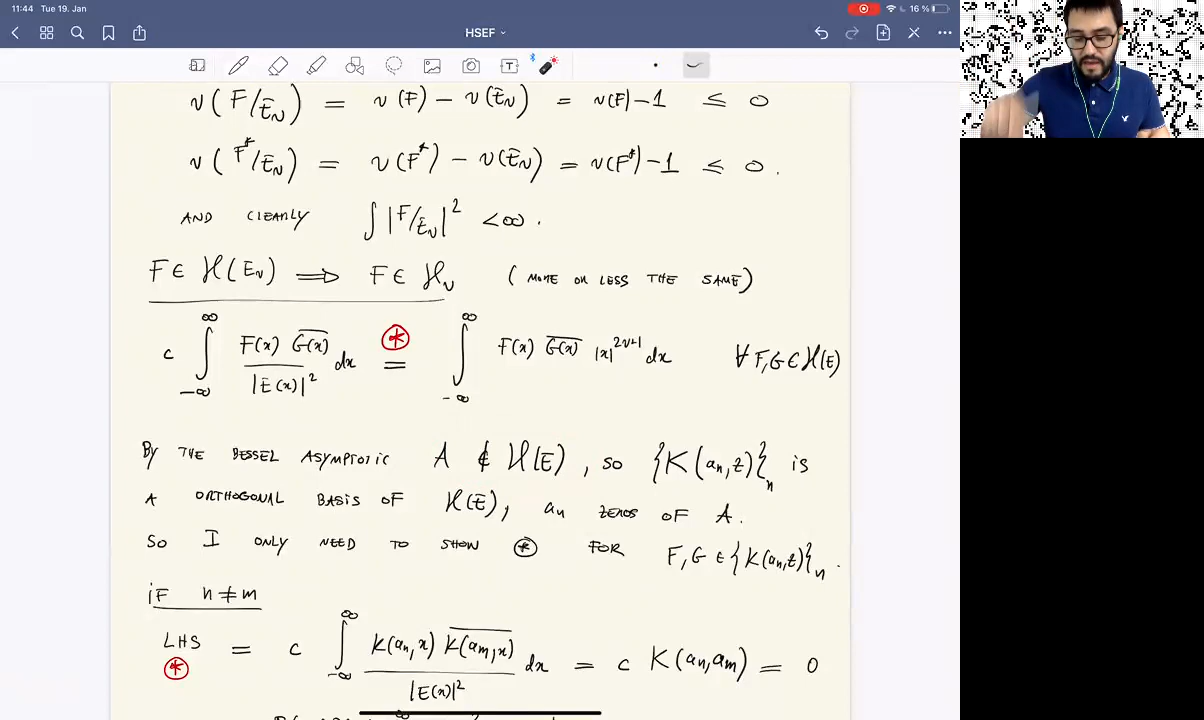 11:44 Tue 19. Jan 16 %
HSEF
ν(F/E_ν) = ν(F) − ν(E_ν) = ν(F) − 1 ≤ 0
ν(F*/E_ν) = ν(F*) − ν(E_ν) = ν(F*) − 1 ≤ 0.
AND CLEARLY ∫ |F/E_ν|² < ∞.
F ∈ H(E_ν) ⟹ F ∈ H_ν (MORE OR LESS THE SAME)
c ∫_{-∞}^{∞} F(x) \overline{G(x)} / |E(x)|² dx =^{⊛} ∫_{-∞}^{∞} F(x) \overline{G(x)} |x|^{2ν+1} dx ∀ F,G ∈ H(E)
By THE BESSEL ASYMPTOTIC A ∉ H(E), so {K(a_n,z)}_n is
A ORTHOGONAL BASIS OF H(E), a_n ZEROS OF A.
SO I ONLY NEED TO SHOW ⊛ FOR F,G ∈ {K(a_n,z)}_n.
iF n ≠ m
LHS ⊛ = c ∫_{-∞}^{∞} K(a_n,x) \overline{K(a_m,x)} / |E(x)|² dx = c K(a_n,a_m) = 0